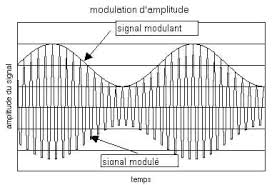 modulation d'amplitude
signal modulant
amplitude du signal
signal modulé
temps